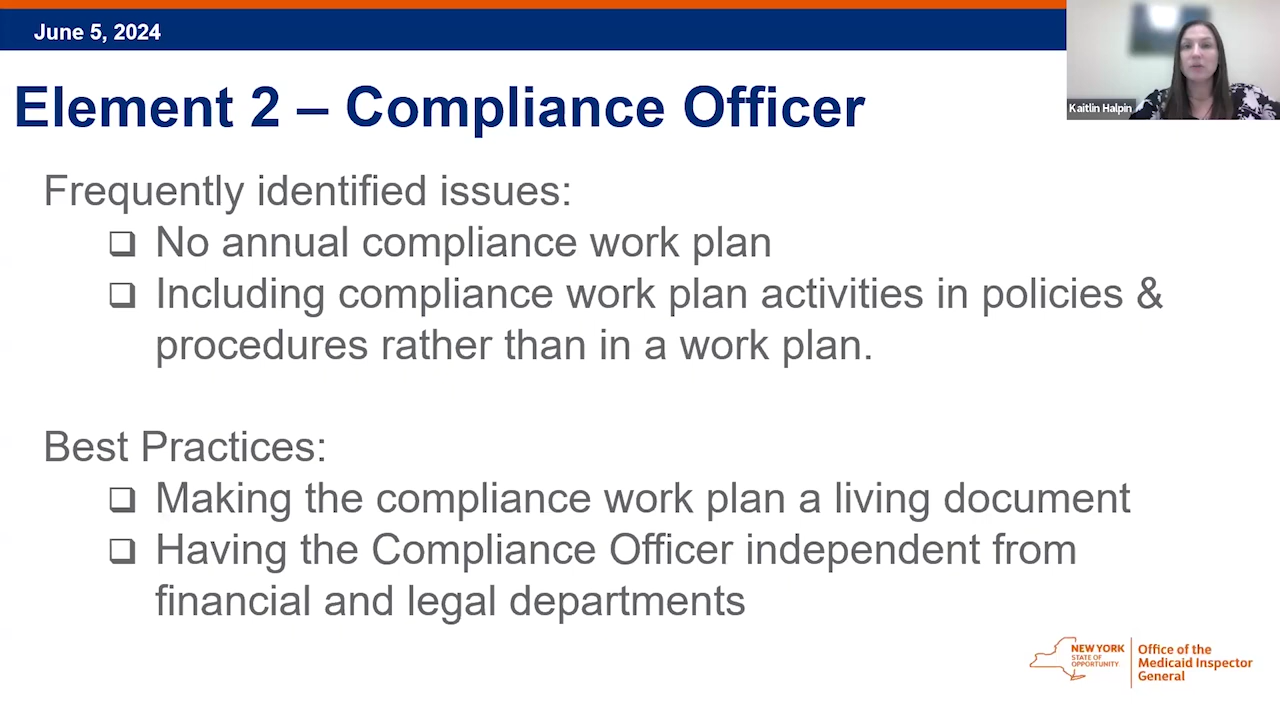 June 5, 2024
Kaitlin Halpin
Element 2 – Compliance Officer
Frequently identified issues:
❑ No annual compliance work plan
❑ Including compliance work plan activities in policies &
procedures rather than in a work plan.
Best Practices:
❑ Making the compliance work plan a living document
❑ Having the Compliance Officer independent from
financial and legal departments
NEW YORK
STATE OF
OPPORTUNITY.
Office of the
Medicaid Inspector
General